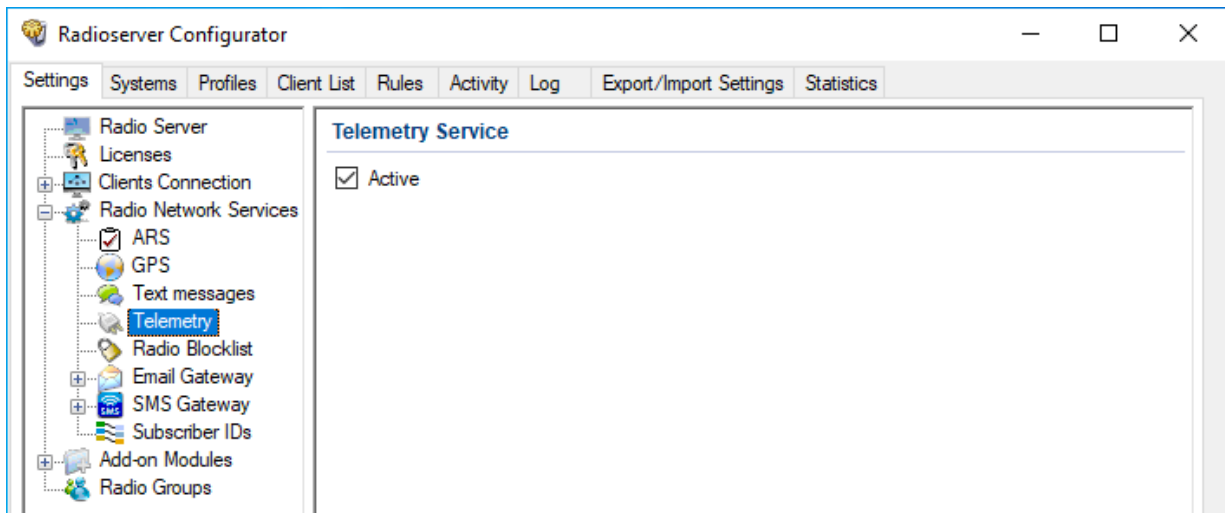 Radioserver Configurator
Settings Systems Profiles Client List Rules Activity Log Export/Import Settings Statistics
Radio Server
Licenses
Clients Connection
Radio Network Services
ARS
GPS
Text messages
Telemetry
Radio Blocklist
Email Gateway
SMS Gateway
Subscriber IDs
Add-on Modules
Radio Groups
Telemetry Service
Active